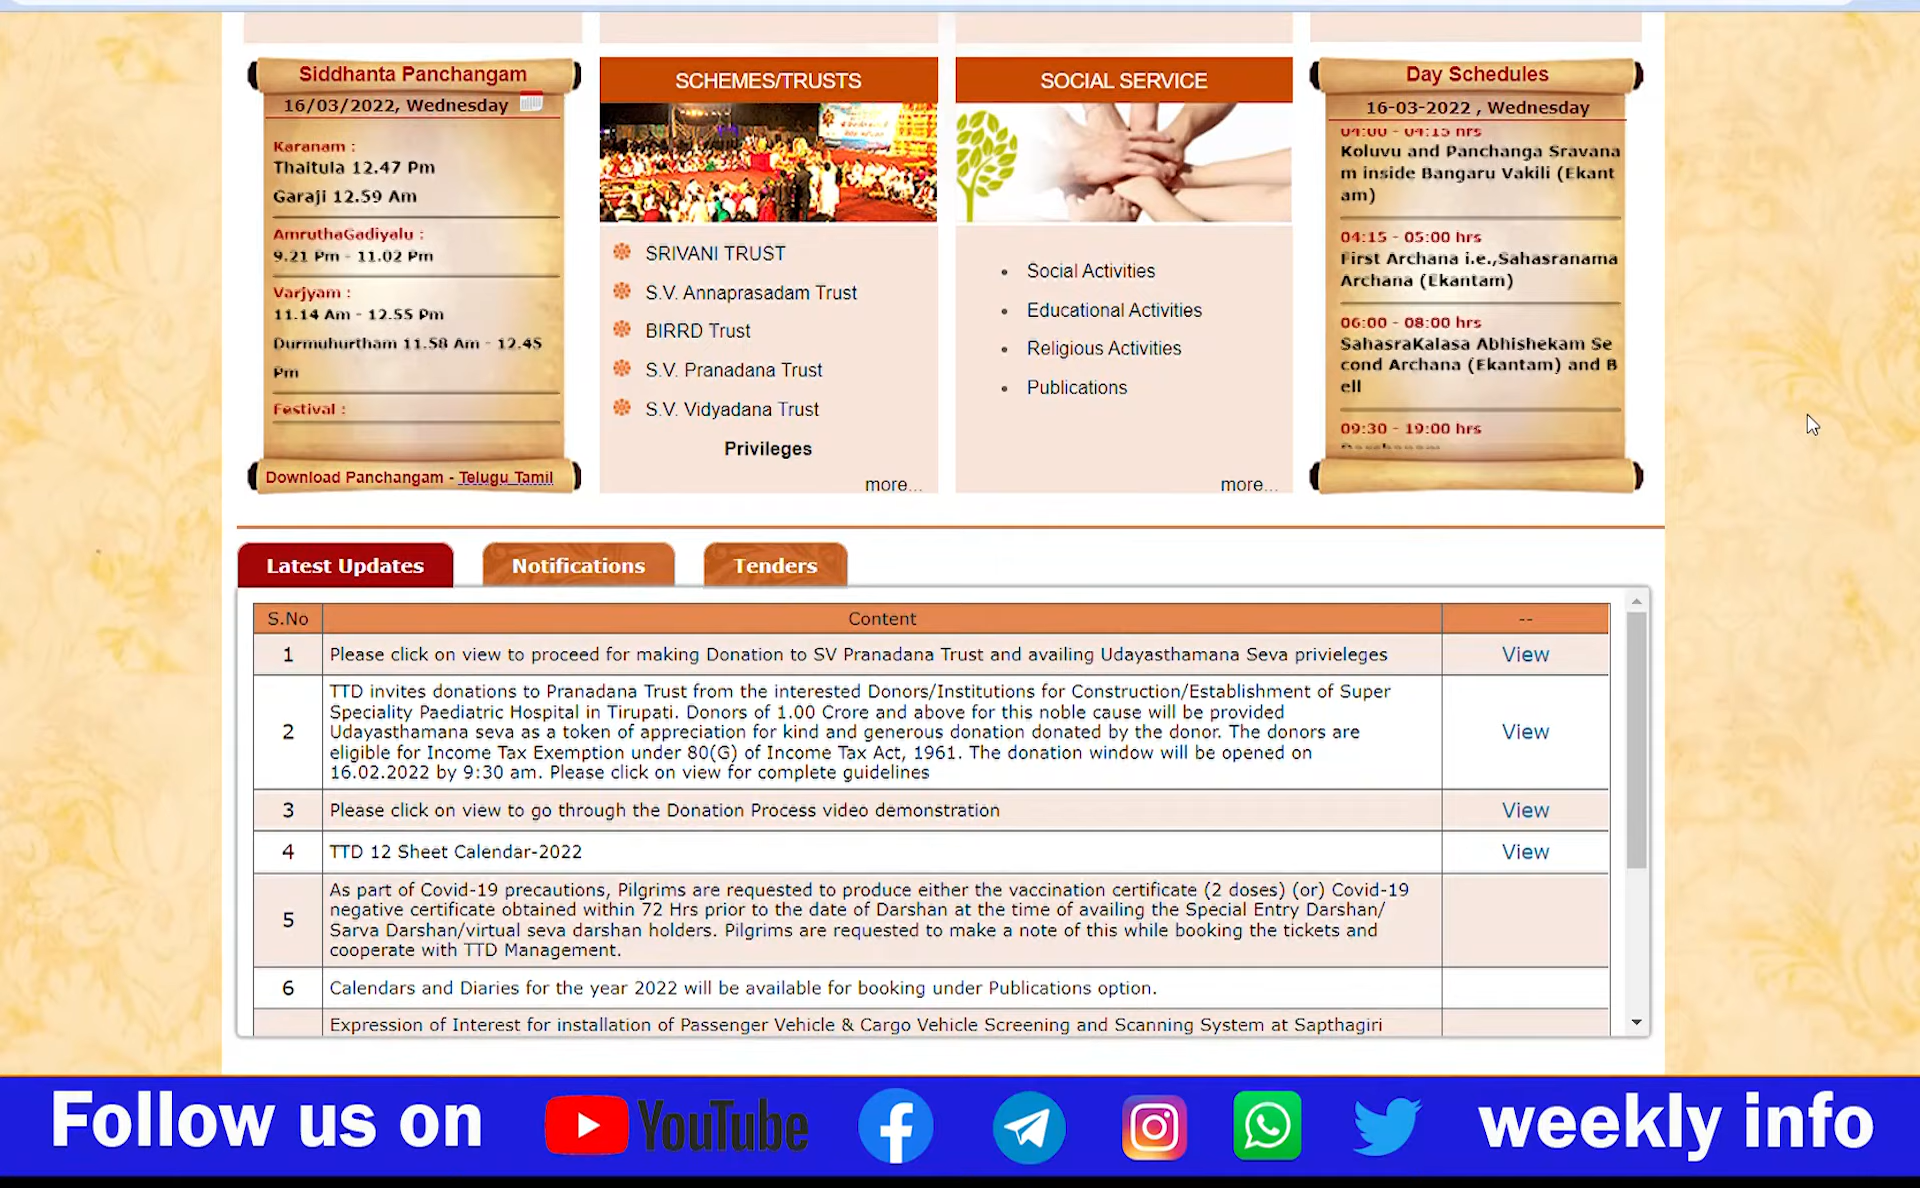 Siddhanta Panchangam
16/03/2022, Wednesday
Karanam :
Thaitula 12.47 Pm
Garaji 12.59 Am
AmruthaGadiyalu :
9.21 Pm - 11.02 Pm
Varjyam :
11.14 Am - 12.55 Pm
Durmuhurtham 11.58 Am - 12.45
Pm
Festival :
Download Panchangam - Telugu Tamil
SCHEMES/TRUSTS
SRIVANI TRUST
S.V. Annaprasadam Trust
BIRRD Trust
S.V. Pranadana Trust
S.V. Vidyadana Trust
Privileges
more...
SOCIAL SERVICE
Social Activities
Educational Activities
Religious Activities
Publications
more...
Day Schedules
16-03-2022 , Wednesday
04:00 - 04:15 hrs
Koluvu and Panchanga Sravana
m inside Bangaru Vakili (Ekant
am)
04:15 - 05:00 hrs
First Archana i.e.,Sahasranama
Archana (Ekantam)
06:00 - 08:00 hrs
SahasraKalasa Abhishekam Se
cond Archana (Ekantam) and B
ell
09:30 - 19:00 hrs
Latest Updates
Notifications
Tenders
S.No Content --
1 Please click on view to proceed for making Donation to SV Pranadana Trust and availing Udayasthamana Seva privieleges View
2 TTD invites donations to Pranadana Trust from the interested Donors/Institutions for Construction/Establishment of Super
Speciality Paediatric Hospital in Tirupati. Donors of 1.00 Crore and above for this noble cause will be provided
Udayasthamana seva as a token of appreciation for kind and generous donation donated by the donor. The donors are View
eligible for Income Tax Exemption under 80(G) of Income Tax Act, 1961. The donation window will be opened on
16.02.2022 by 9:30 am. Please click on view for complete guidelines
3 Please click on view to go through the Donation Process video demonstration View
4 TTD 12 Sheet Calendar-2022 View
5 As part of Covid-19 precautions, Pilgrims are requested to produce either the vaccination certificate (2 doses) (or) Covid-19
negative certificate obtained within 72 Hrs prior to the date of Darshan at the time of availing the Special Entry Darshan/
Sarva Darshan/virtual seva darshan holders. Pilgrims are requested to make a note of this while booking the tickets and
cooperate with TTD Management.
6 Calendars and Diaries for the year 2022 will be available for booking under Publications option.
Expression of Interest for installation of Passenger Vehicle & Cargo Vehicle Screening and Scanning System at Sapthagiri
Follow us on YouTube weekly info